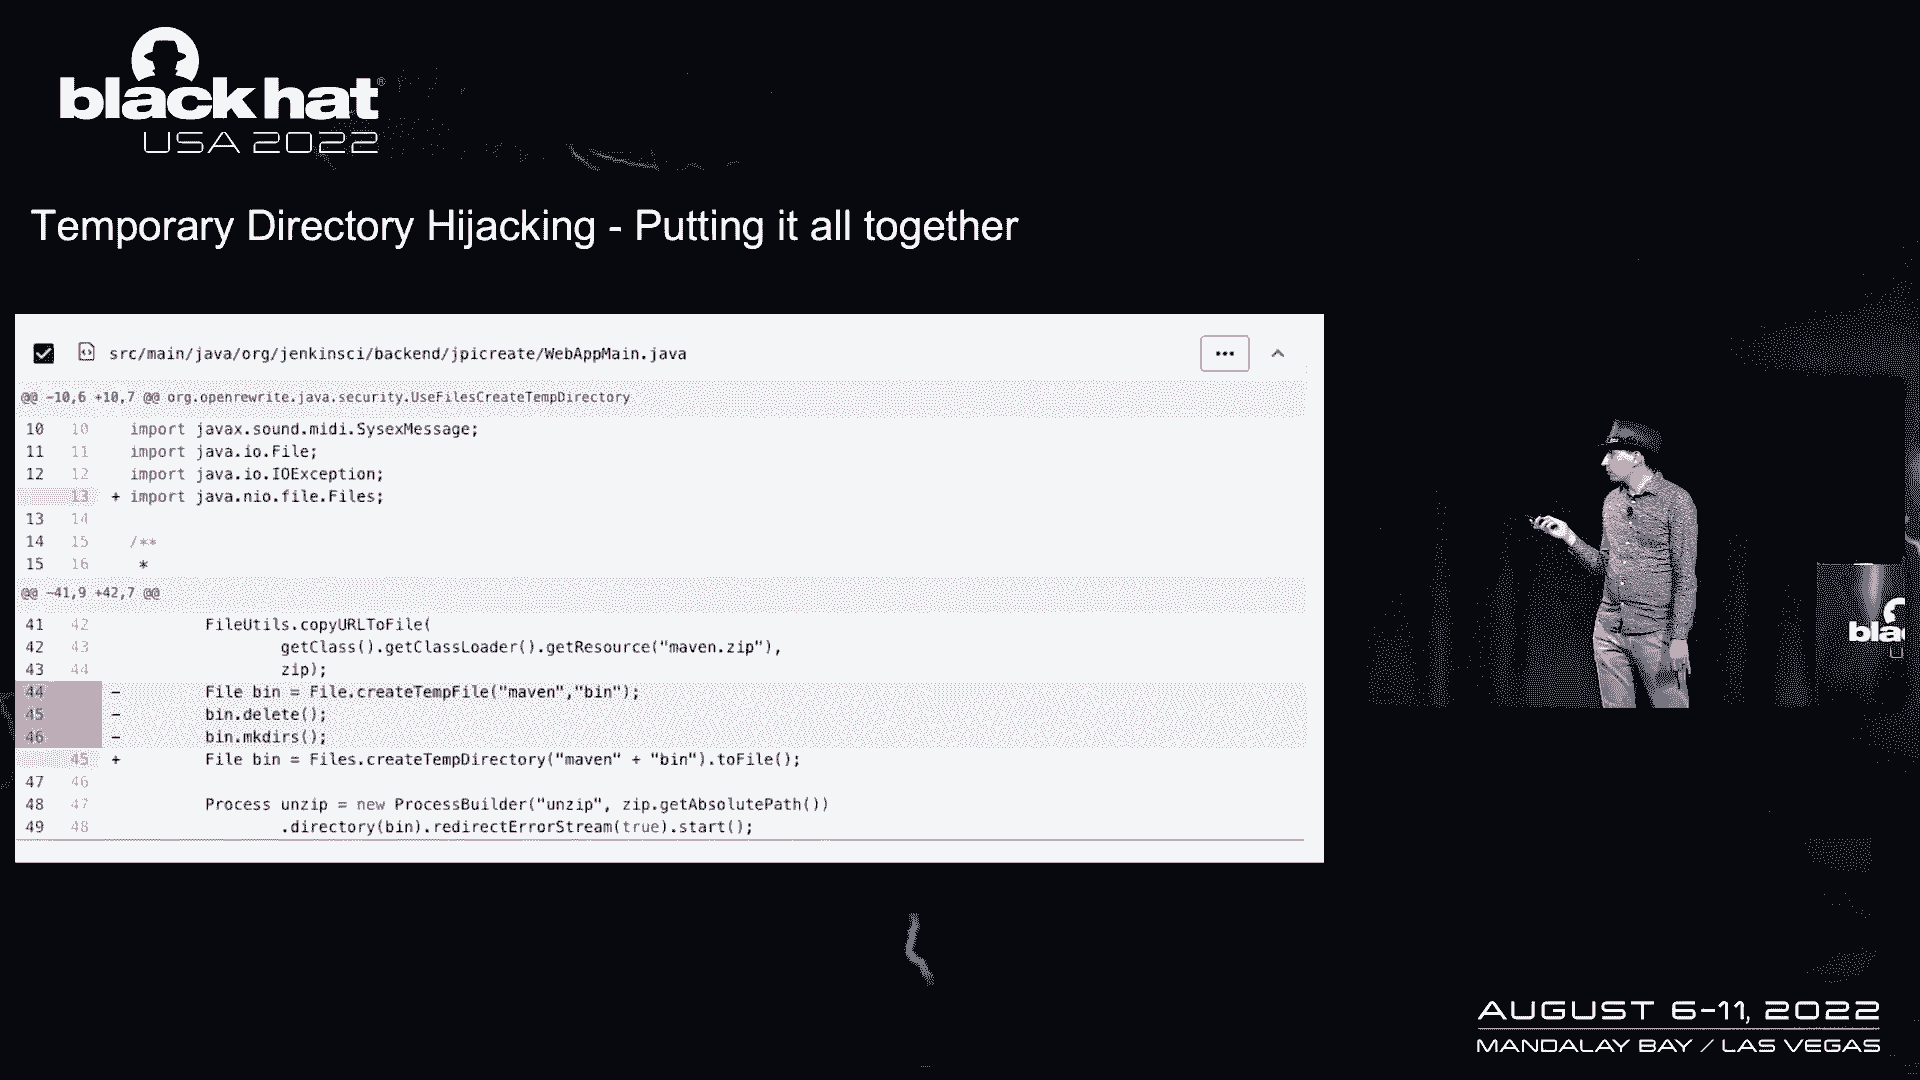 black hat®
USA 2022
Temporary Directory Hijacking - Putting it all together
src/main/java/org/jenkinsci/backend/jpicreate/WebAppMain.java
•••
@@ -10,6 +10,7 @@ org.openrewrite.java.security.UseFilesCreateTempDirectory
10 10 import javax.sound.midi.SysexMessage;
11 11 import java.io.File;
12 12 import java.io.IOException;
13 + import java.nio.file.Files;
13 14
14 15 /**
15 16 *
@@ -41,9 +42,7 @@
41 42 FileUtils.copyURLToFile(
42 43 getClass().getClassLoader().getResource("maven.zip"),
43 44 zip);
44 - File bin = File.createTempFile("maven","bin");
45 - bin.delete();
46 - bin.mkdirs();
45 + File bin = Files.createTempDirectory("maven" + "bin").toFile();
47 46
48 47 Process unzip = new ProcessBuilder("unzip", zip.getAbsolutePath())
49 48 .directory(bin).redirectErrorStream(true).start();
bla
U
AUGUST 6-11, 2022
MANDALAY BAY / LAS VEGAS